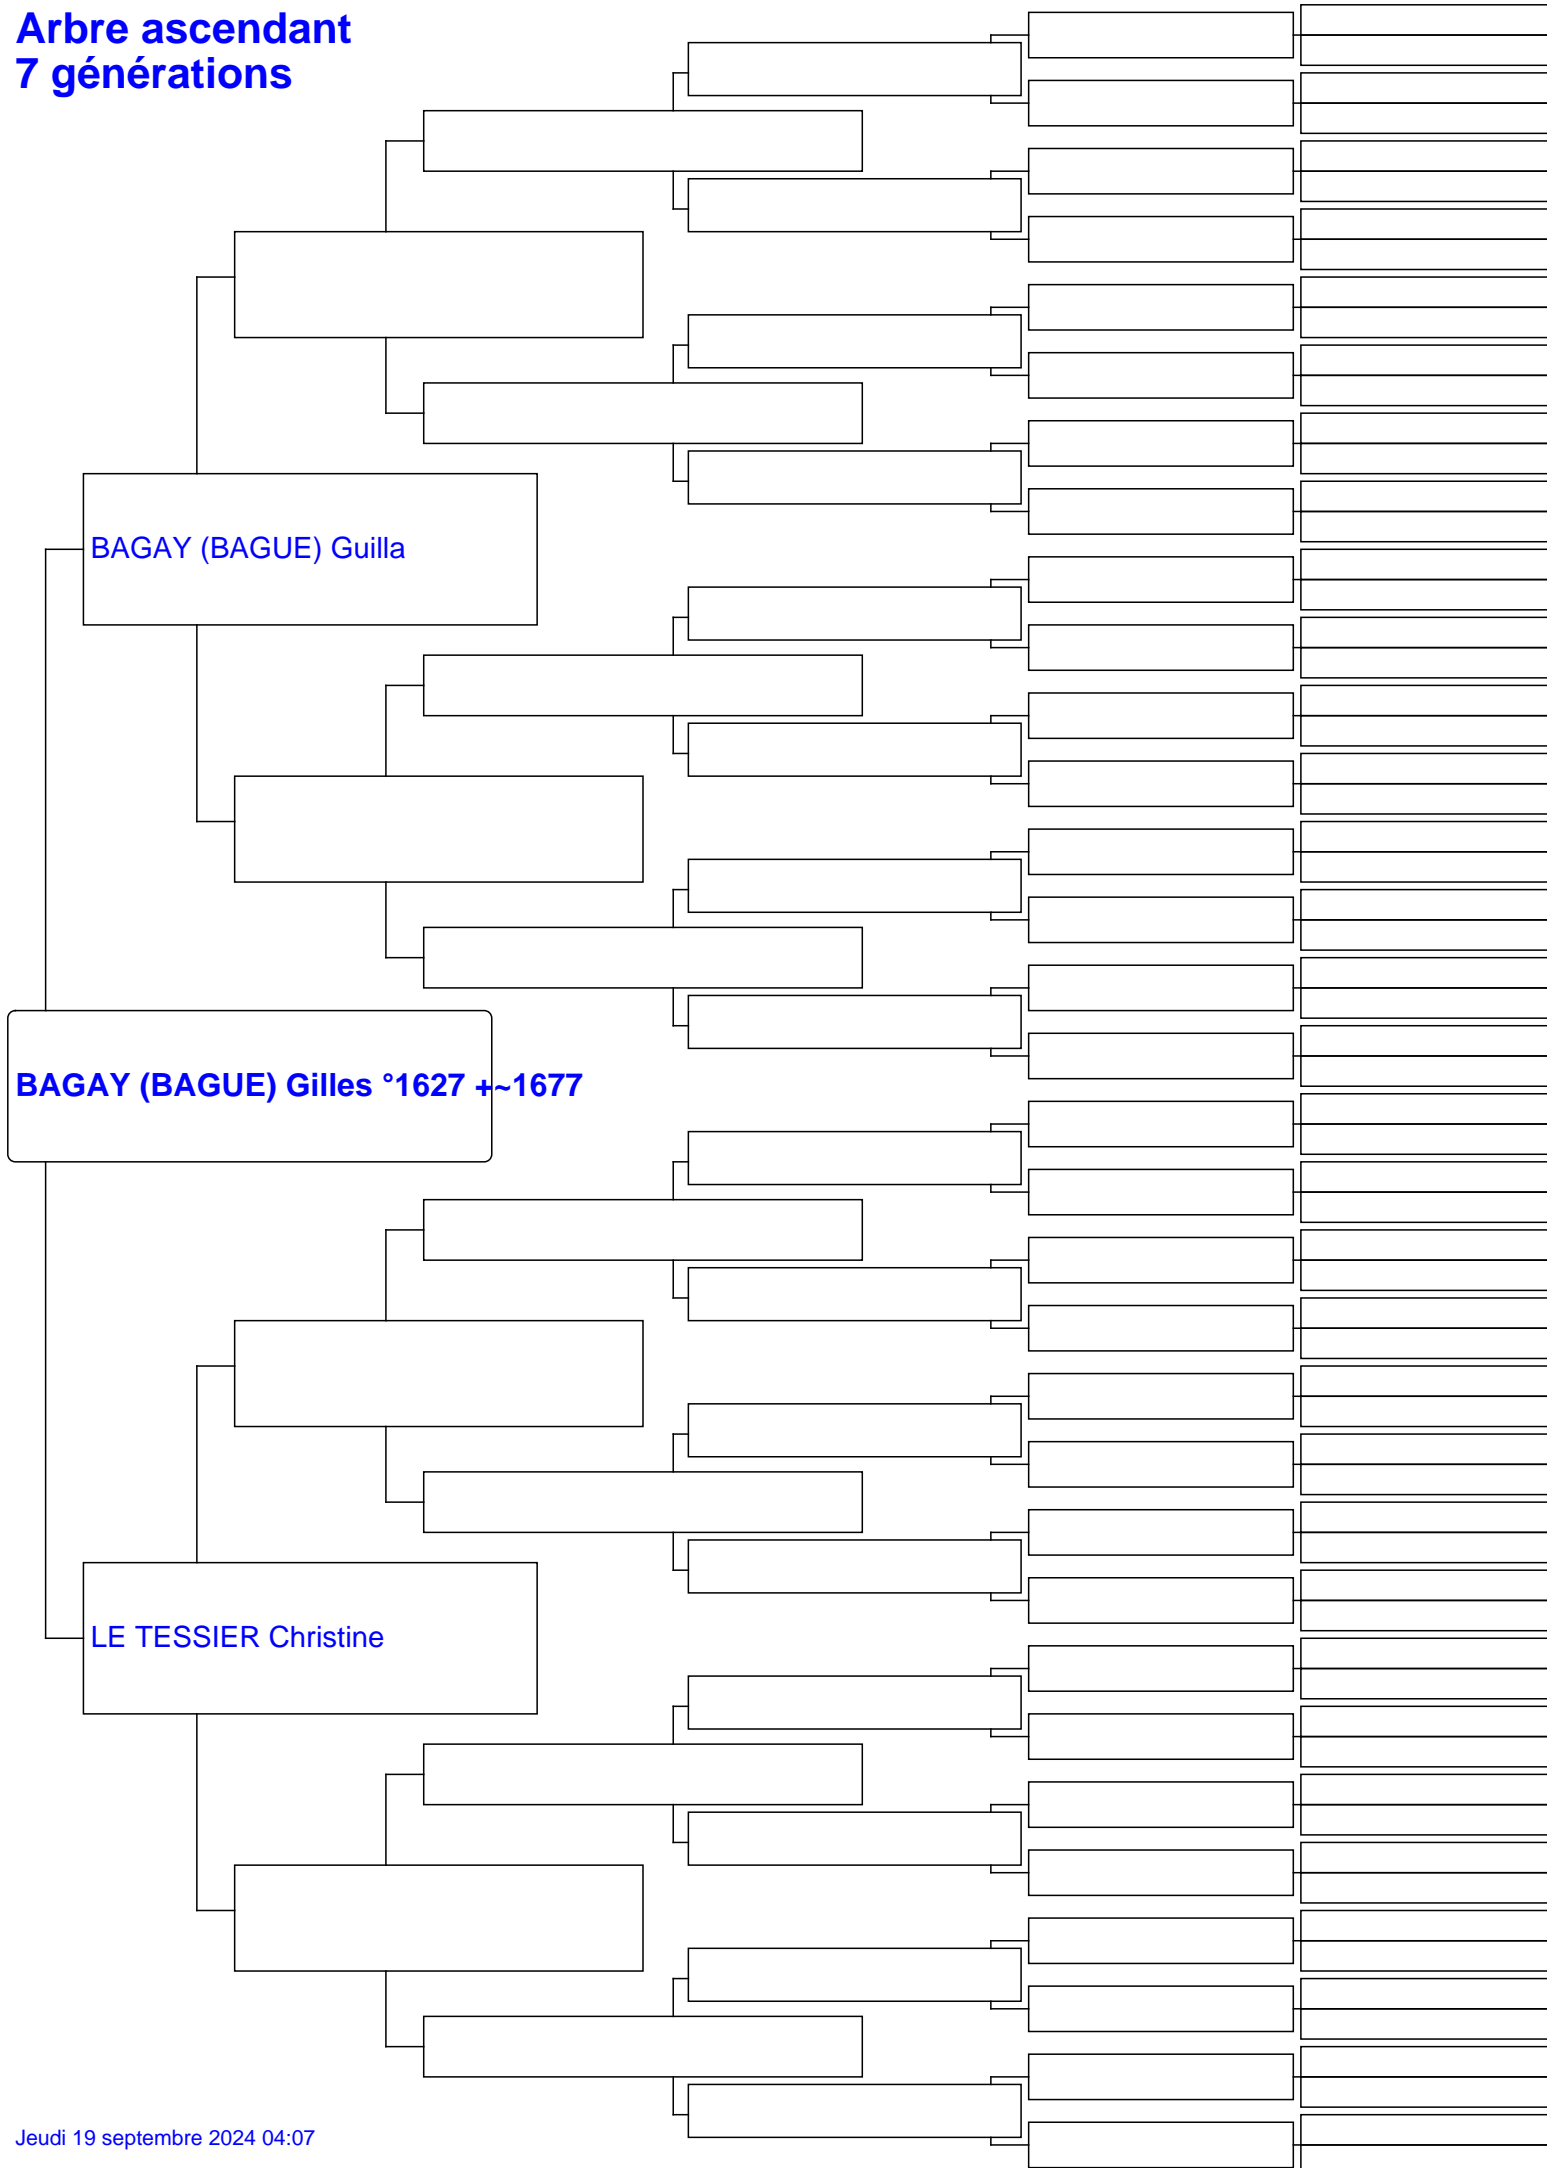 Arbre ascendant
7 générations
BAGAY (BAGUE) Guilla
BAGAY (BAGUE) Gilles °1627 +~1677
LE TESSIER Christine
Jeudi 19 septembre 2024 04:07